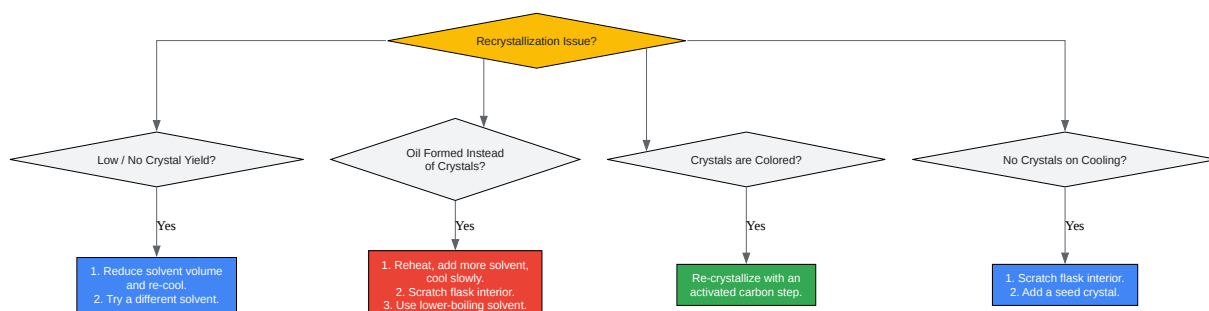 Recrystallization Issue?
Low / No Crystal Yield?
Oil Formed Instead
of Crystals?
Crystals are Colored?
No Crystals on Cooling?
Yes
Yes
Yes
Yes
1. Reduce solvent volume
and re-cool.
2. Try a different solvent.
1. Reheat, add more solvent,
cool slowly.
2. Scratch flask interior.
3. Use lower-boiling solvent.
Re-crystallize with an
activated carbon step.
1. Scratch flask interior.
2. Add a seed crystal.